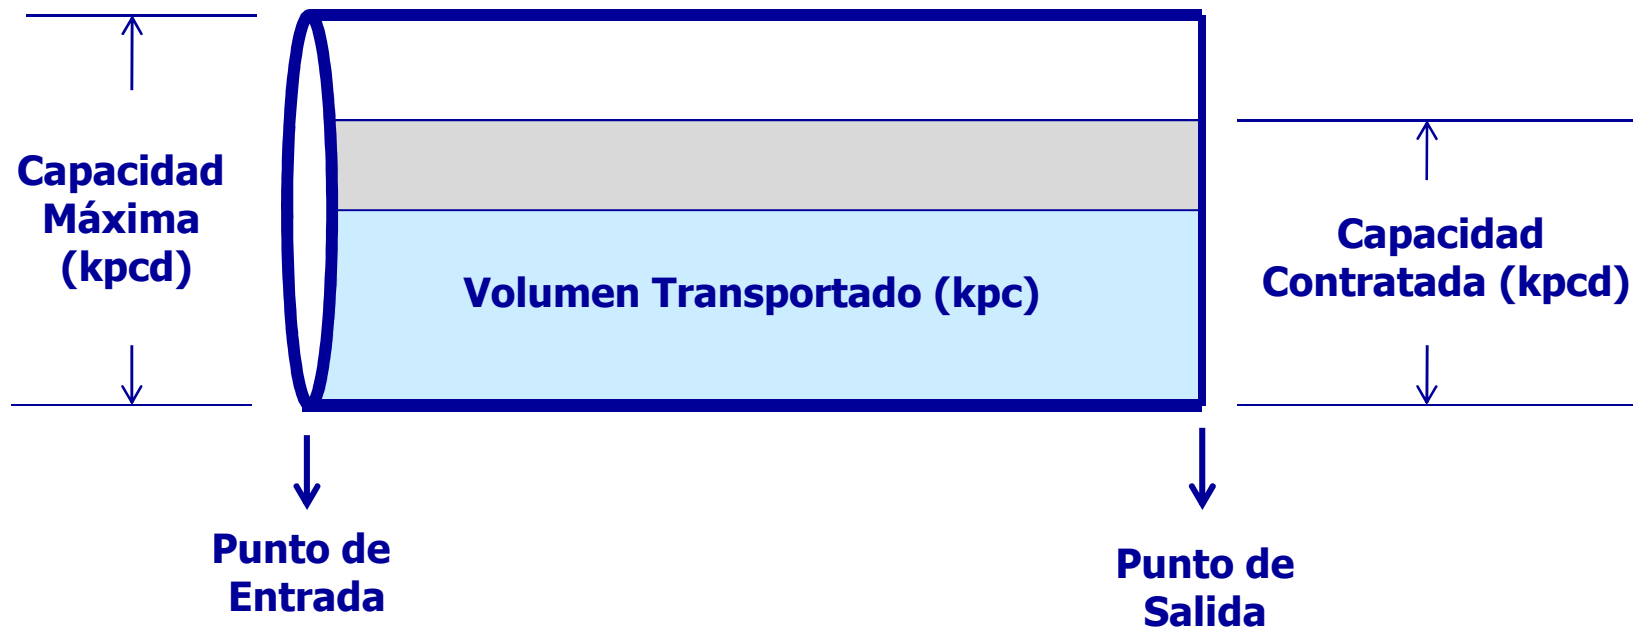 Capacidad
Máxima
(kpcd)
Volumen Transportado (kpc)
Capacidad
Contratada (kpcd)
Punto de
Entrada
Punto de
Salida